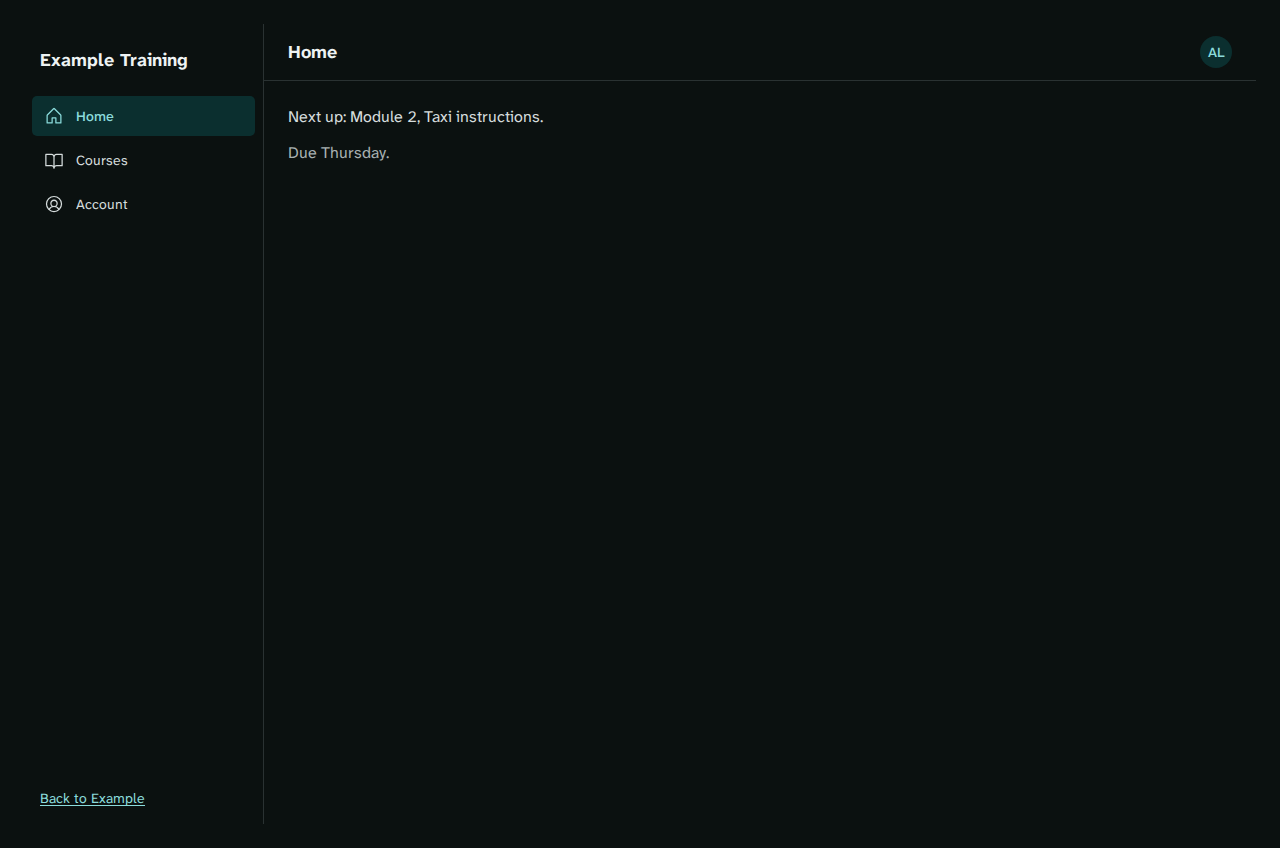 Example Training
Home
Courses
Account
Back to Example
Home
AL
Next up: Module 2, Taxi instructions.
Due Thursday.